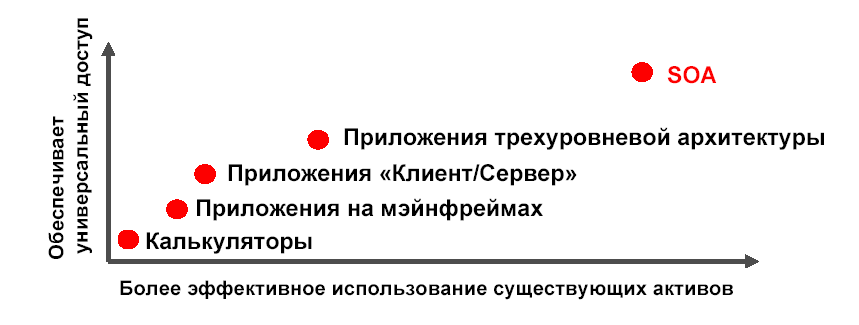 Обеспечивает
универсальный доступ
SOA
Приложения трехуровневой архитектуры
Приложения «Клиент/Сервер»
Приложения на мэйнфреймах
Калькуляторы
Более эффективное использование существующих активов